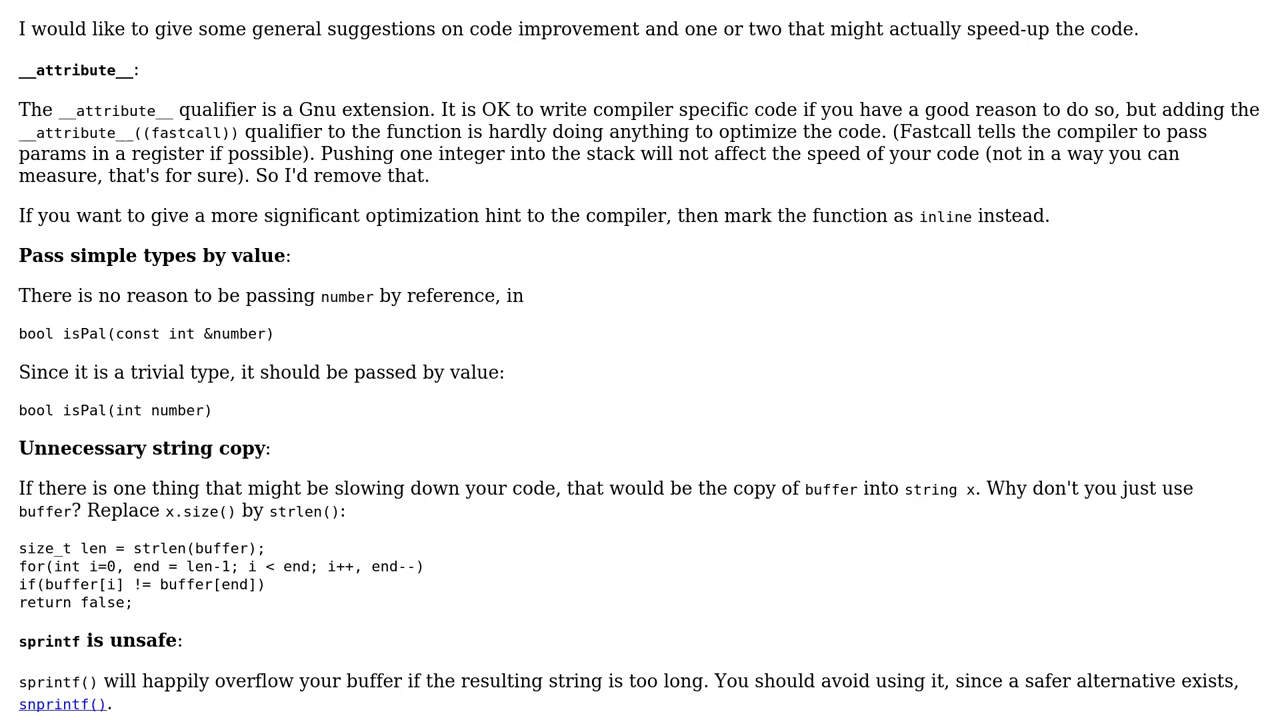 I would like to give some general suggestions on code improvement and one or two that might actually speed-up the code.
__attribute__:
The __attribute__ qualifier is a Gnu extension. It is OK to write compiler specific code if you have a good reason to do so, but adding the
__attribute__((fastcall)) qualifier to the function is hardly doing anything to optimize the code. (Fastcall tells the compiler to pass
params in a register if possible). Pushing one integer into the stack will not affect the speed of your code (not in a way you can
measure, that's for sure). So I'd remove that.
If you want to give a more significant optimization hint to the compiler, then mark the function as inline instead.
Pass simple types by value:
There is no reason to be passing number by reference, in
bool isPal(const int &number)
Since it is a trivial type, it should be passed by value:
bool isPal(int number)
Unnecessary string copy:
If there is one thing that might be slowing down your code, that would be the copy of buffer into string x. Why don't you just use
buffer? Replace x.size() by strlen():
size_t len = strlen(buffer);
for(int i=0, end = len-1; i < end; i++, end--)
if(buffer[i] != buffer[end])
return false;
sprintf is unsafe:
sprintf() will happily overflow your buffer if the resulting string is too long. You should avoid using it, since a safer alternative exists,
snprintf().